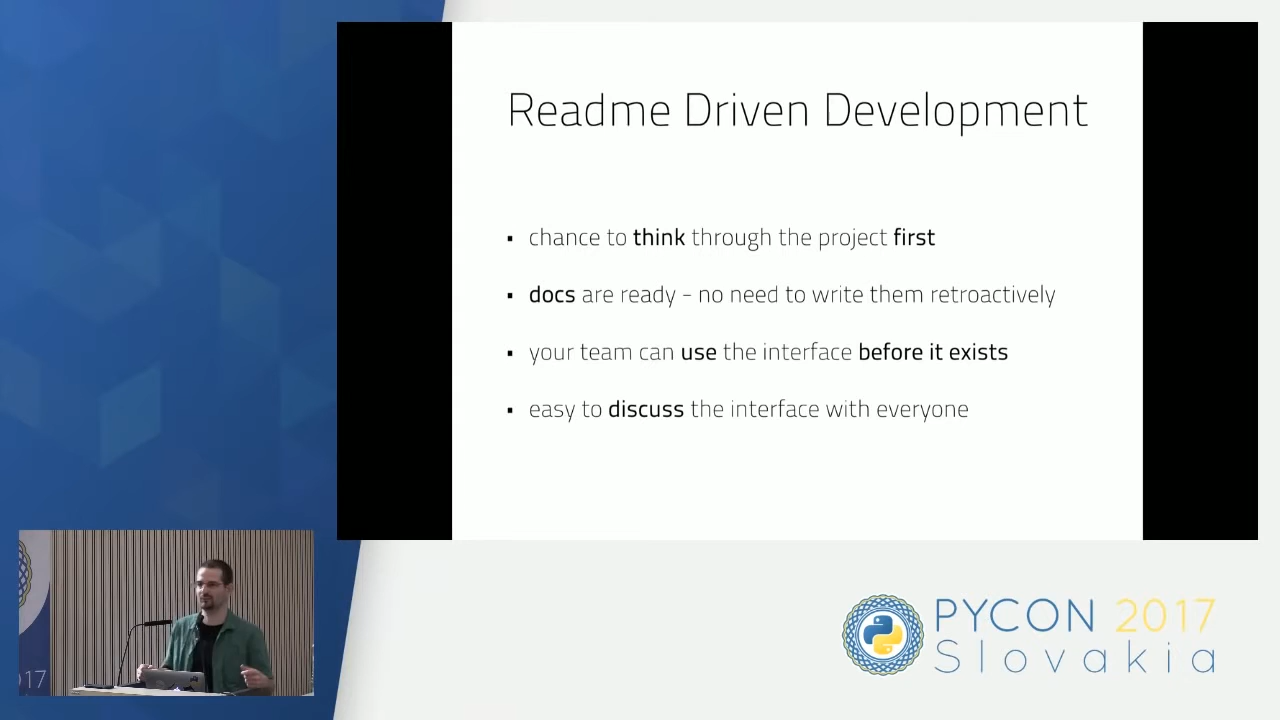 Readme Driven Development
▪ chance to think through the project first
▪ docs are ready - no need to write them retroactively
▪ your team can use the interface before it exists
▪ easy to discuss the interface with everyone
PYCON 2017
Slovakia
017